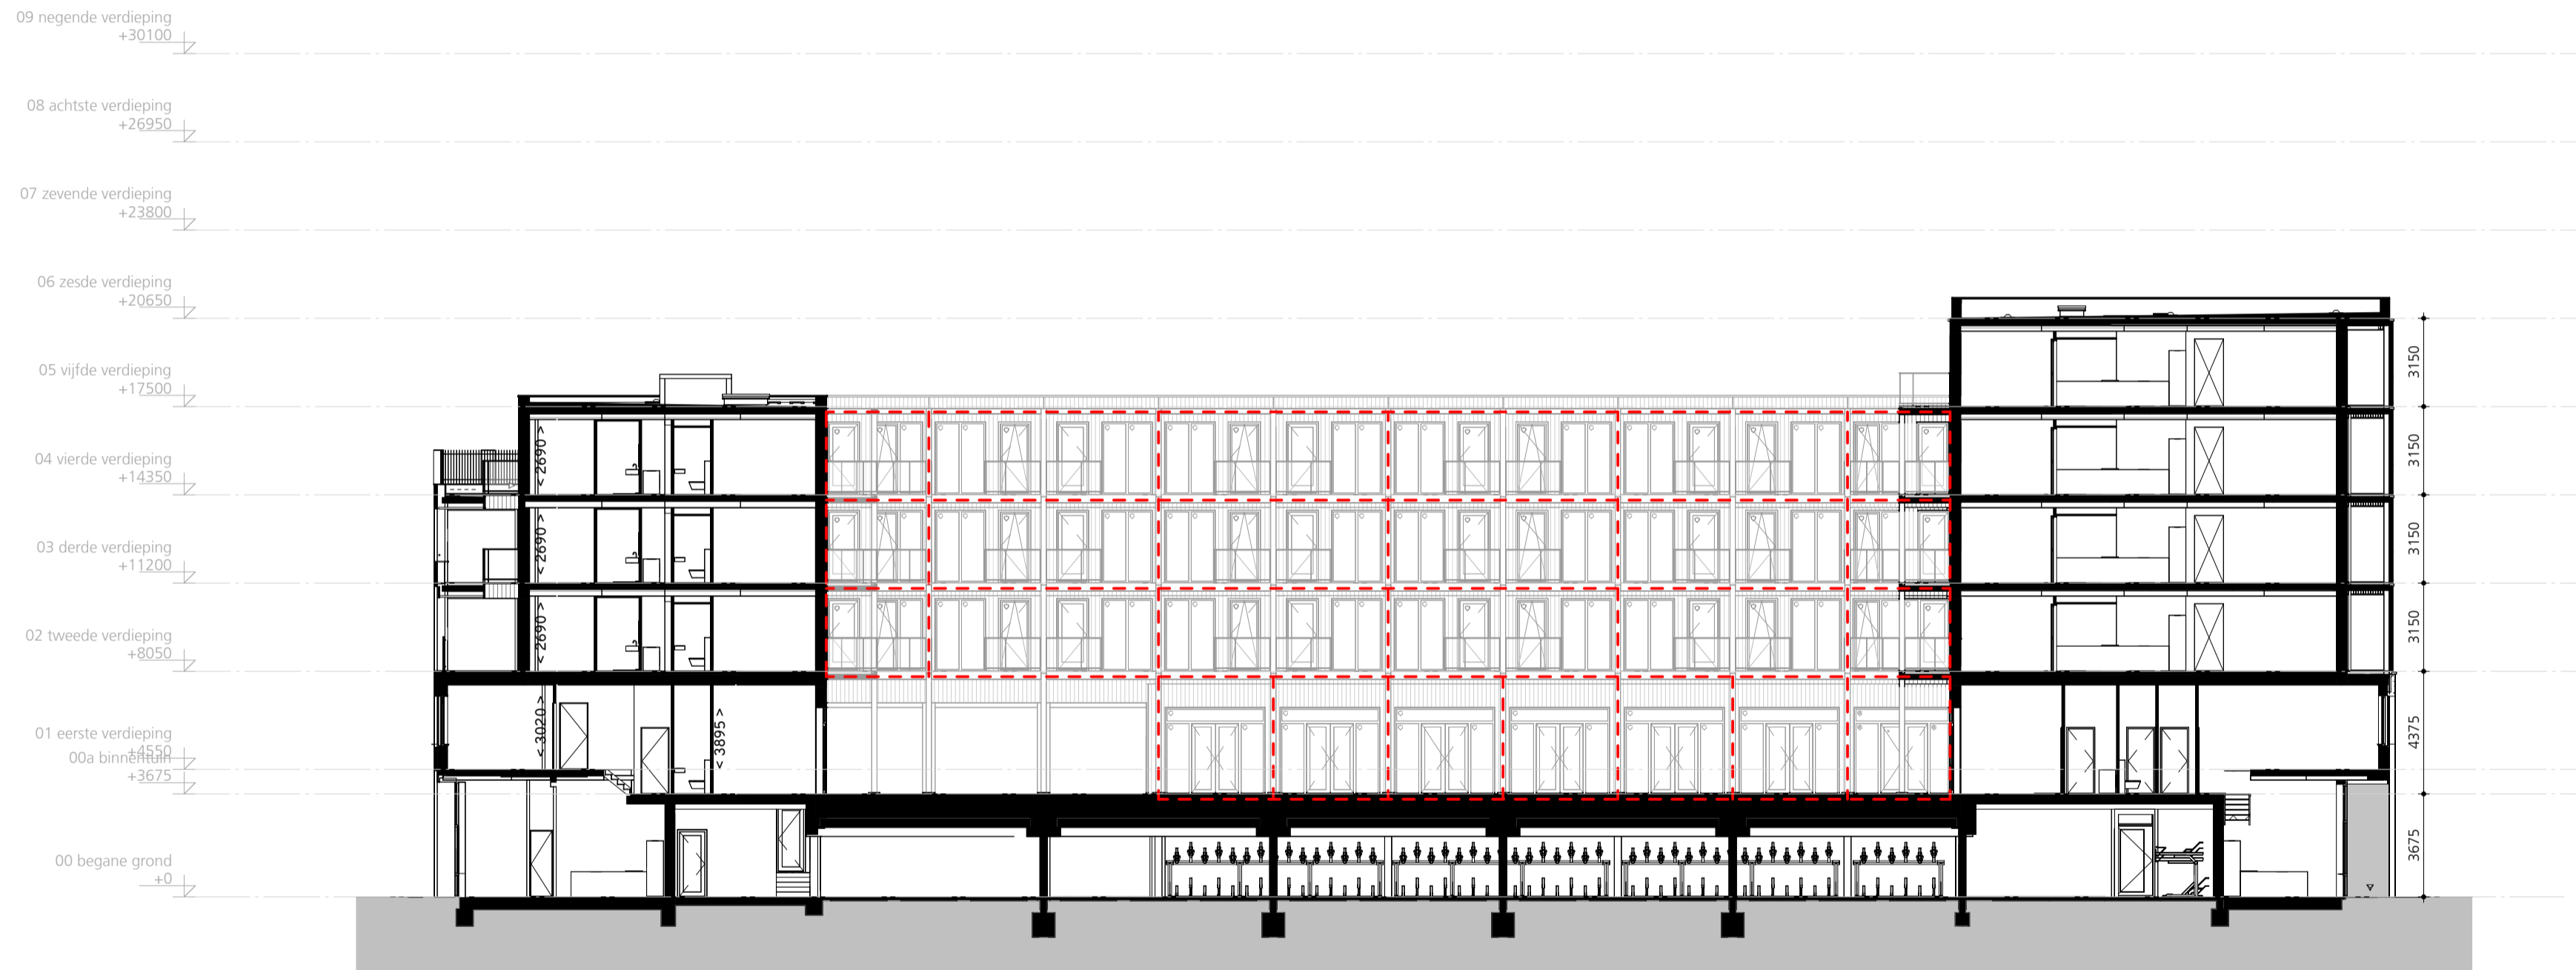 09 negende verdieping
+30100
08 achtste verdieping
+26950
07 zevende verdieping
+23800
06 zesde verdieping
+20650
05 vijfde verdieping
+17500
04 vierde verdieping
+14350
03 derde verdieping
+11200
02 tweede verdieping
+8050
01 eerste verdieping
+4550
00a binnentuin
+3675
00 begane grond
+0
< 2690 >
< 2690 >
< 2690 >
< 3020 >
< 3895 >
3150
3150
3150
3150
4375
3675